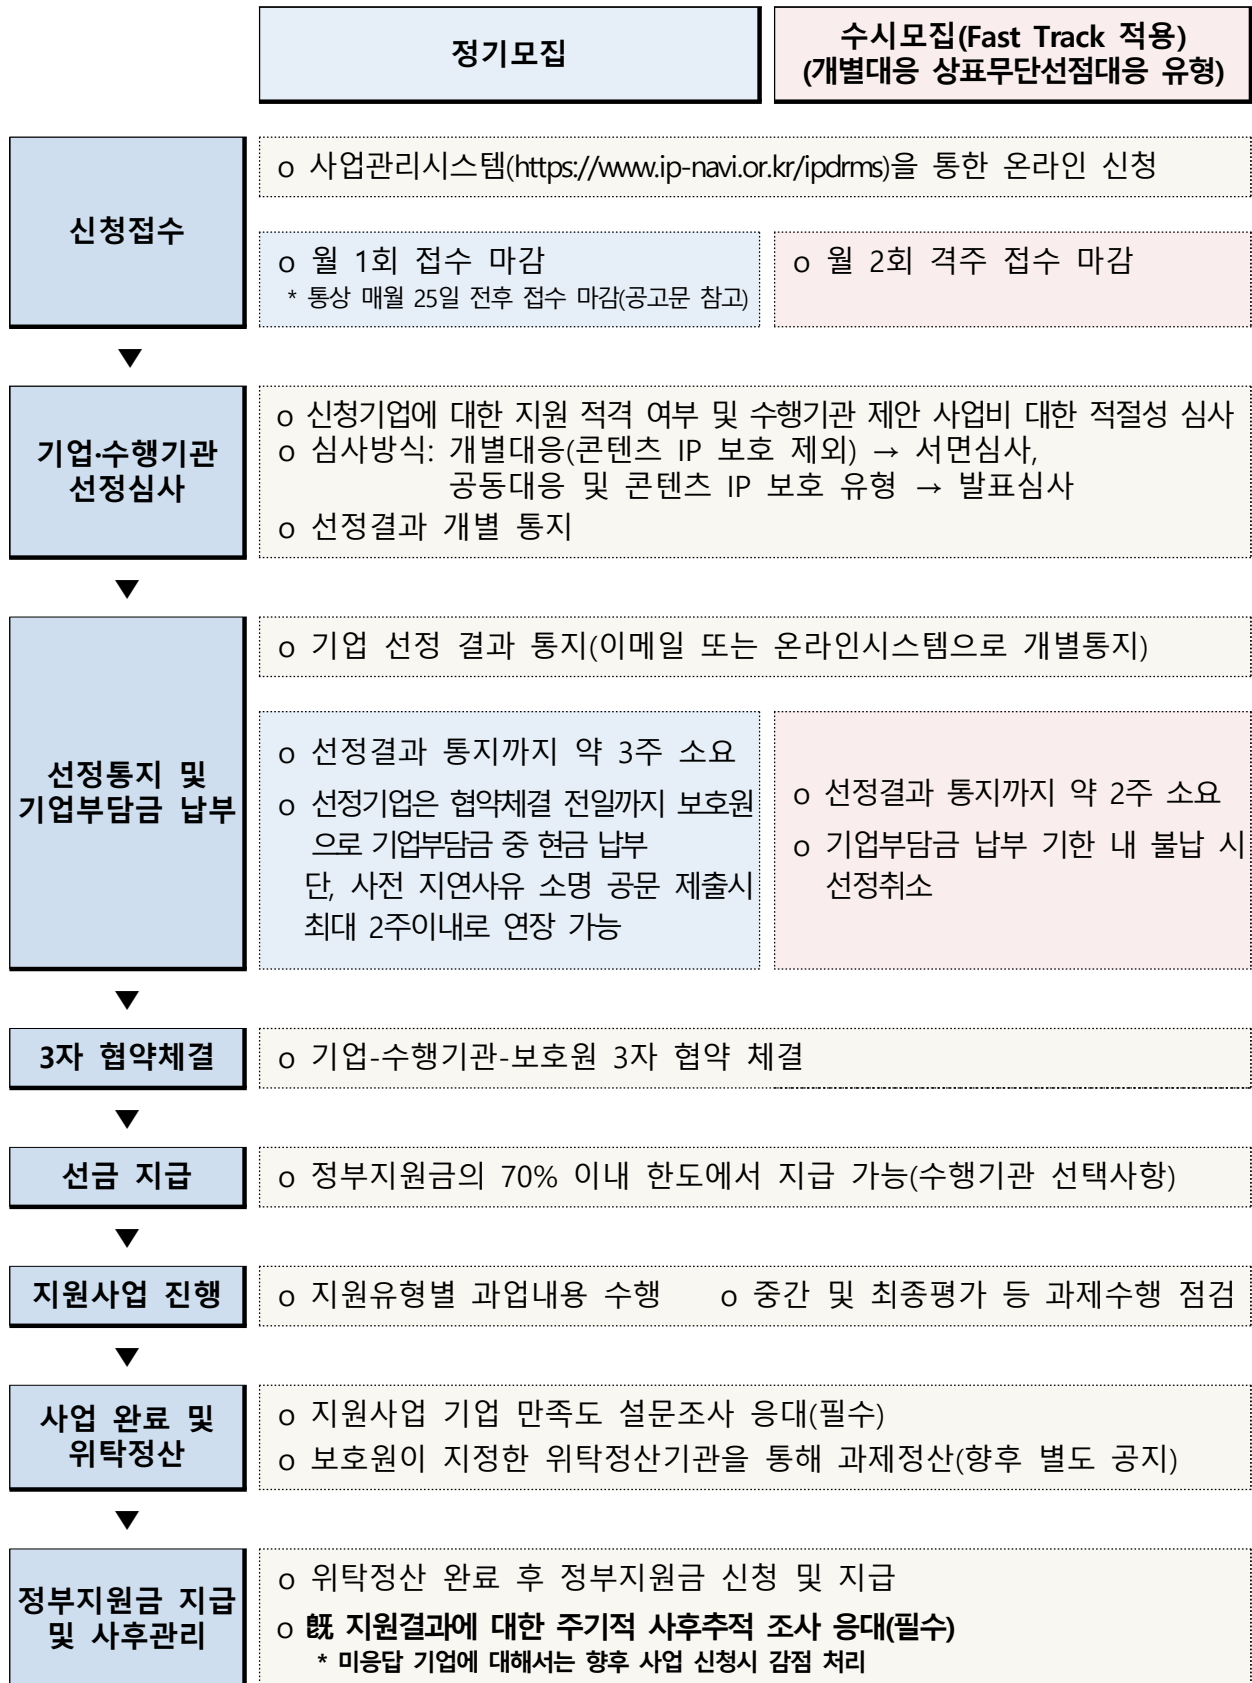 정기모집
수시모집(Fast Track 적용)
(개별대응 상표무단선점대응 유형)
신청접수
o 사업관리시스템(https://www.ip-navi.or.kr/ipdrms)을 통한 온라인 신청
o 월 1회 접수 마감
* 통상 매월 25일 전후 접수 마감(공고문 참고)
o 월 2회 격주 접수 마감
▼
기업·수행기관
선정심사
o 신청기업에 대한 지원 적격 여부 및 수행기관 제안 사업비 대한 적절성 심사
o 심사방식: 개별대응(콘텐츠 IP 보호 제외) → 서면심사,
공동대응 및 콘텐츠 IP 보호 유형 → 발표심사
o 선정결과 개별 통지
▼
선정통지 및
기업부담금 납부
o 기업 선정 결과 통지(이메일 또는 온라인시스템으로 개별통지)
o 선정결과 통지까지 약 3주 소요
o 선정기업은 협약체결 전일까지 보호원
으로 기업부담금 중 현금 납부
단, 사전 지연사유 소명 공문 제출시
최대 2주이내로 연장 가능
o 선정결과 통지까지 약 2주 소요
o 기업부담금 납부 기한 내 불납 시
선정취소
▼
3자 협약체결
o 기업-수행기관-보호원 3자 협약 체결
▼
선금 지급
o 정부지원금의 70% 이내 한도에서 지급 가능(수행기관 선택사항)
▼
지원사업 진행
o 지원유형별 과업내용 수행 o 중간 및 최종평가 등 과제수행 점검
▼
사업 완료 및
위탁정산
o 지원사업 기업 만족도 설문조사 응대(필수)
o 보호원이 지정한 위탁정산기관을 통해 과제정산(향후 별도 공지)
▼
정부지원금 지급
및 사후관리
o 위탁정산 완료 후 정부지원금 신청 및 지급
o 旣 지원결과에 대한 주기적 사후추적 조사 응대(필수)
* 미응답 기업에 대해서는 향후 사업 신청시 감점 처리